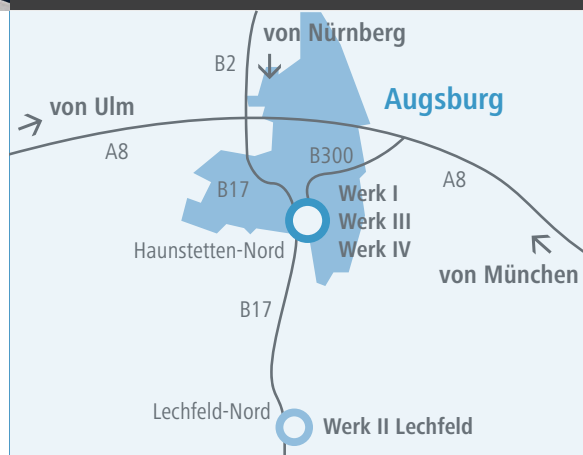 von Nürnberg
B2
Augsburg
von Ulm
A8
B300
B17
A8
Werk I
Werk III
Werk IV
Haunstetten-Nord
von München
B17
Lechfeld-Nord
Werk II Lechfeld